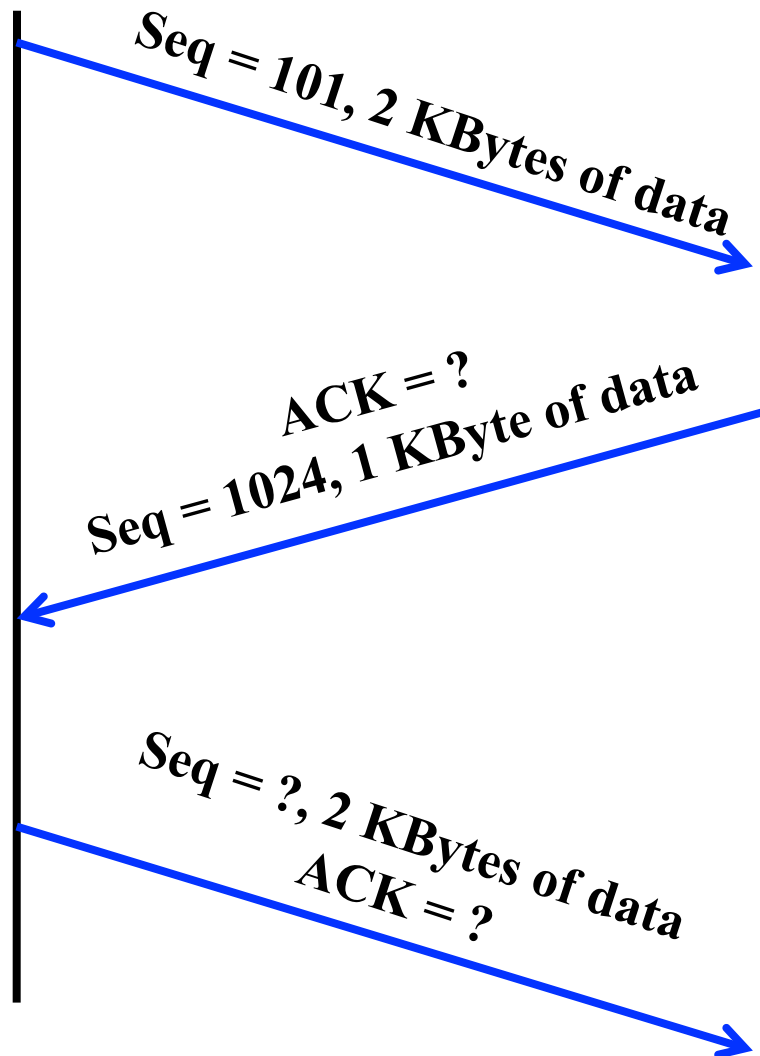 Seq = 101, 2 KBytes of data
ACK = ?
Seq = 1024, 1 KByte of data
Seq = ?, 2 KBytes of data
ACK = ?